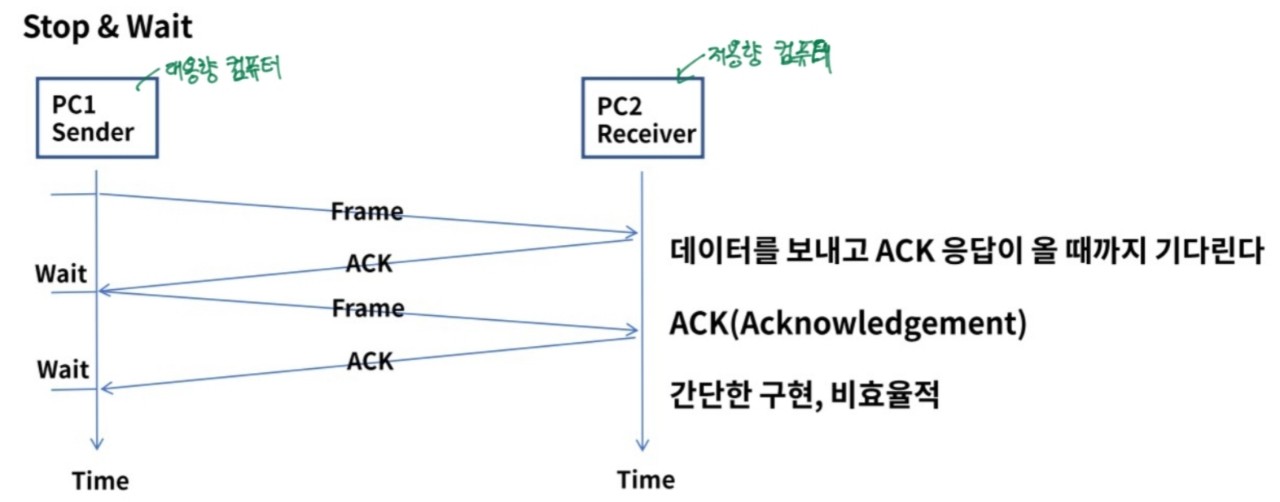 Stop & Wait
대용량 컴퓨터
저용량 컴퓨터
PC1
Sender
PC2
Receiver
Frame
데이터를 보내고 ACK 응답이 올 때까지 기다린다
ACK
Wait
Frame
ACK(Acknowledgement)
ACK
Wait
간단한 구현, 비효율적
Time
Time